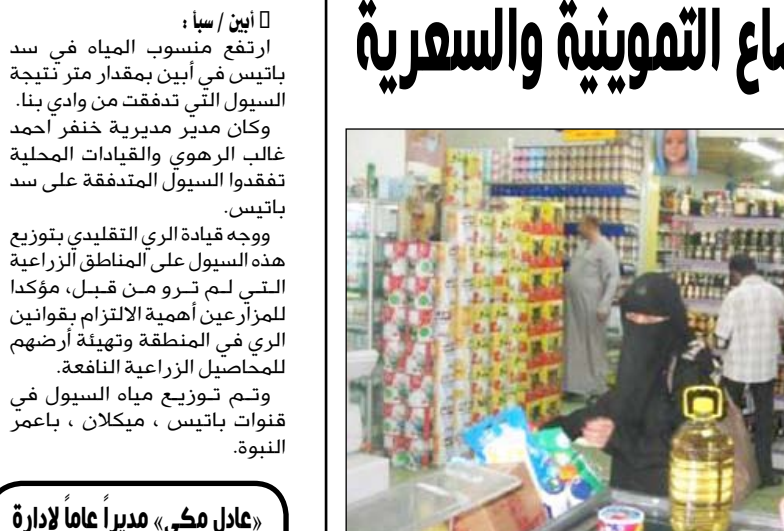 ماع التموينية والسعرية
أبين / سبأ :
ارتفع منسوب المياه في سد
باتيس في أبين بمقدار متر نتيجة
السيول التي تدفقت من وادي بنا.
وكان مدير مديرية خنفر احمد
غالب الرهوي والقيادات المحلية
تفقدوا السيول المتدفقة على سد
باتيس.
ووجه قيادة الري التقليدي بتوزيع
هذه السيول على المناطق الزراعية
التي لم ترو من قبل، مؤكدا
للمزارعين أهمية الالتزام بقوانين
الري في المنطقة وتهيئة أرضهم
للمحاصيل الزراعية النافعة.
وتم توزيع مياه السيول في
قنوات باتيس ، ميكلان ، باعمر
النبوة.
«عادل مكي» مديراً عاماً لإدارة